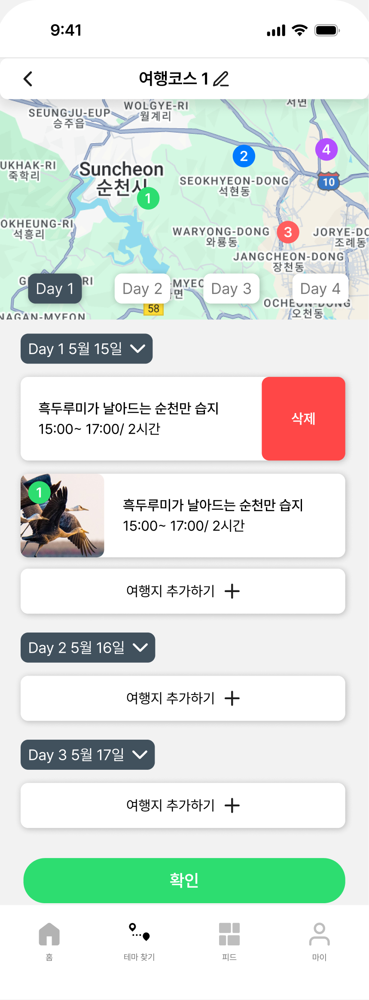 9:41
여행코스 1
서면
WOLGYE-RI
월계리
SEUNGJU-EUP
승주읍
4
2
UKHAK-RI
죽학리
Suncheon
순천시
SEOKHYEON-DONG
석현동
10
1
OKHEUNG-RI
석흥리
WARYONG-DONG
와룡동
3
JORYE-DO
조례동
JANGCHEON-DONG
장천동
Day 1
Day 2
Day 3
Day 4
RI
-MYEO
면
OCHEON-DONG
오천동
58
NAGAN-MYEON
Day 1 5월 15일
흑두루미가 날아드는 순천만 습지
15:00~ 17:00/ 2시간
삭제
1
흑두루미가 날아드는 순천만 습지
15:00~ 17:00/ 2시간
여행지 추가하기
Day 2 5월 16일
여행지 추가하기
Day 3 5월 17일
여행지 추가하기
확인
홈
테마 찾기
피드
마이